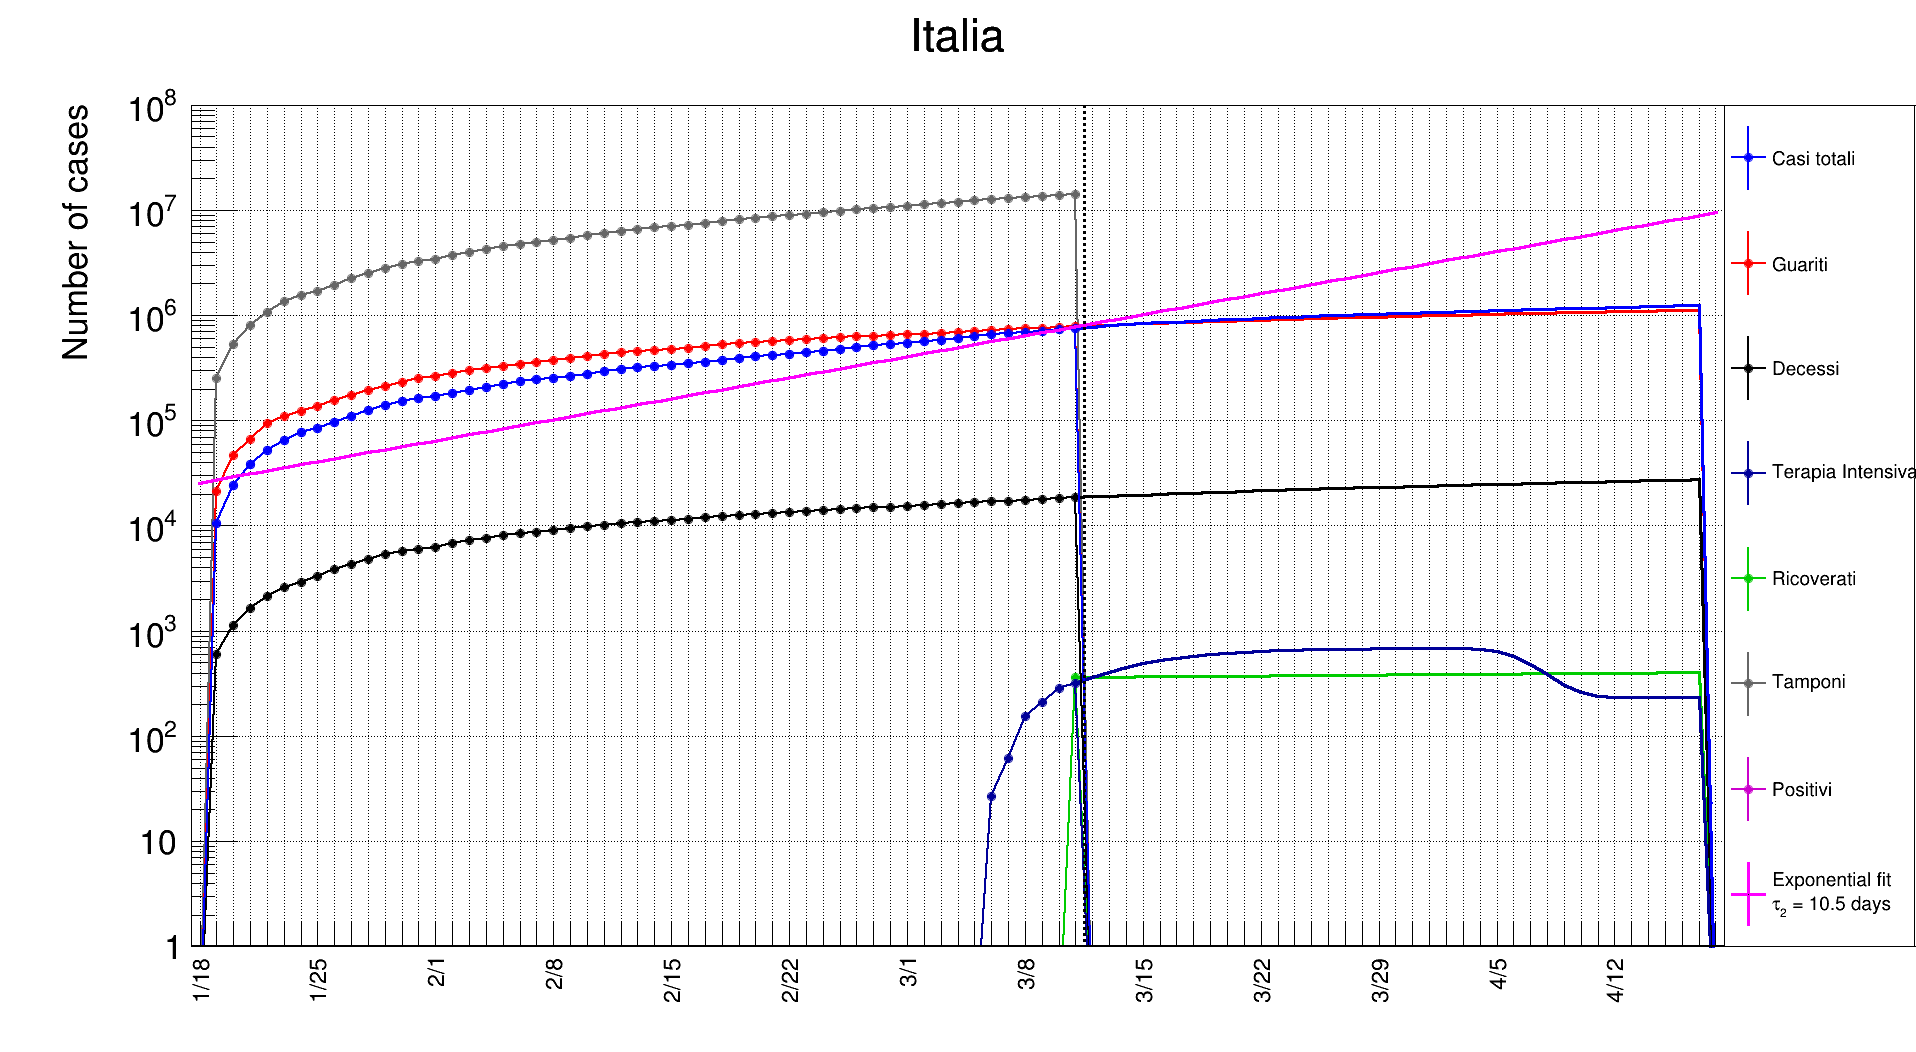 Italia
Number of cases
10^8
10^7
10^6
10^5
10^4
10^3
10^2
10
1
1/18
1/25
2/1
2/8
2/15
2/22
3/1
3/8
3/15
3/22
3/29
4/5
4/12
Casi totali
Guariti
Decessi
Terapia Intensiva
Ricoverati
Tamponi
Positivi
Exponential fit
τ₂ = 10.5 days